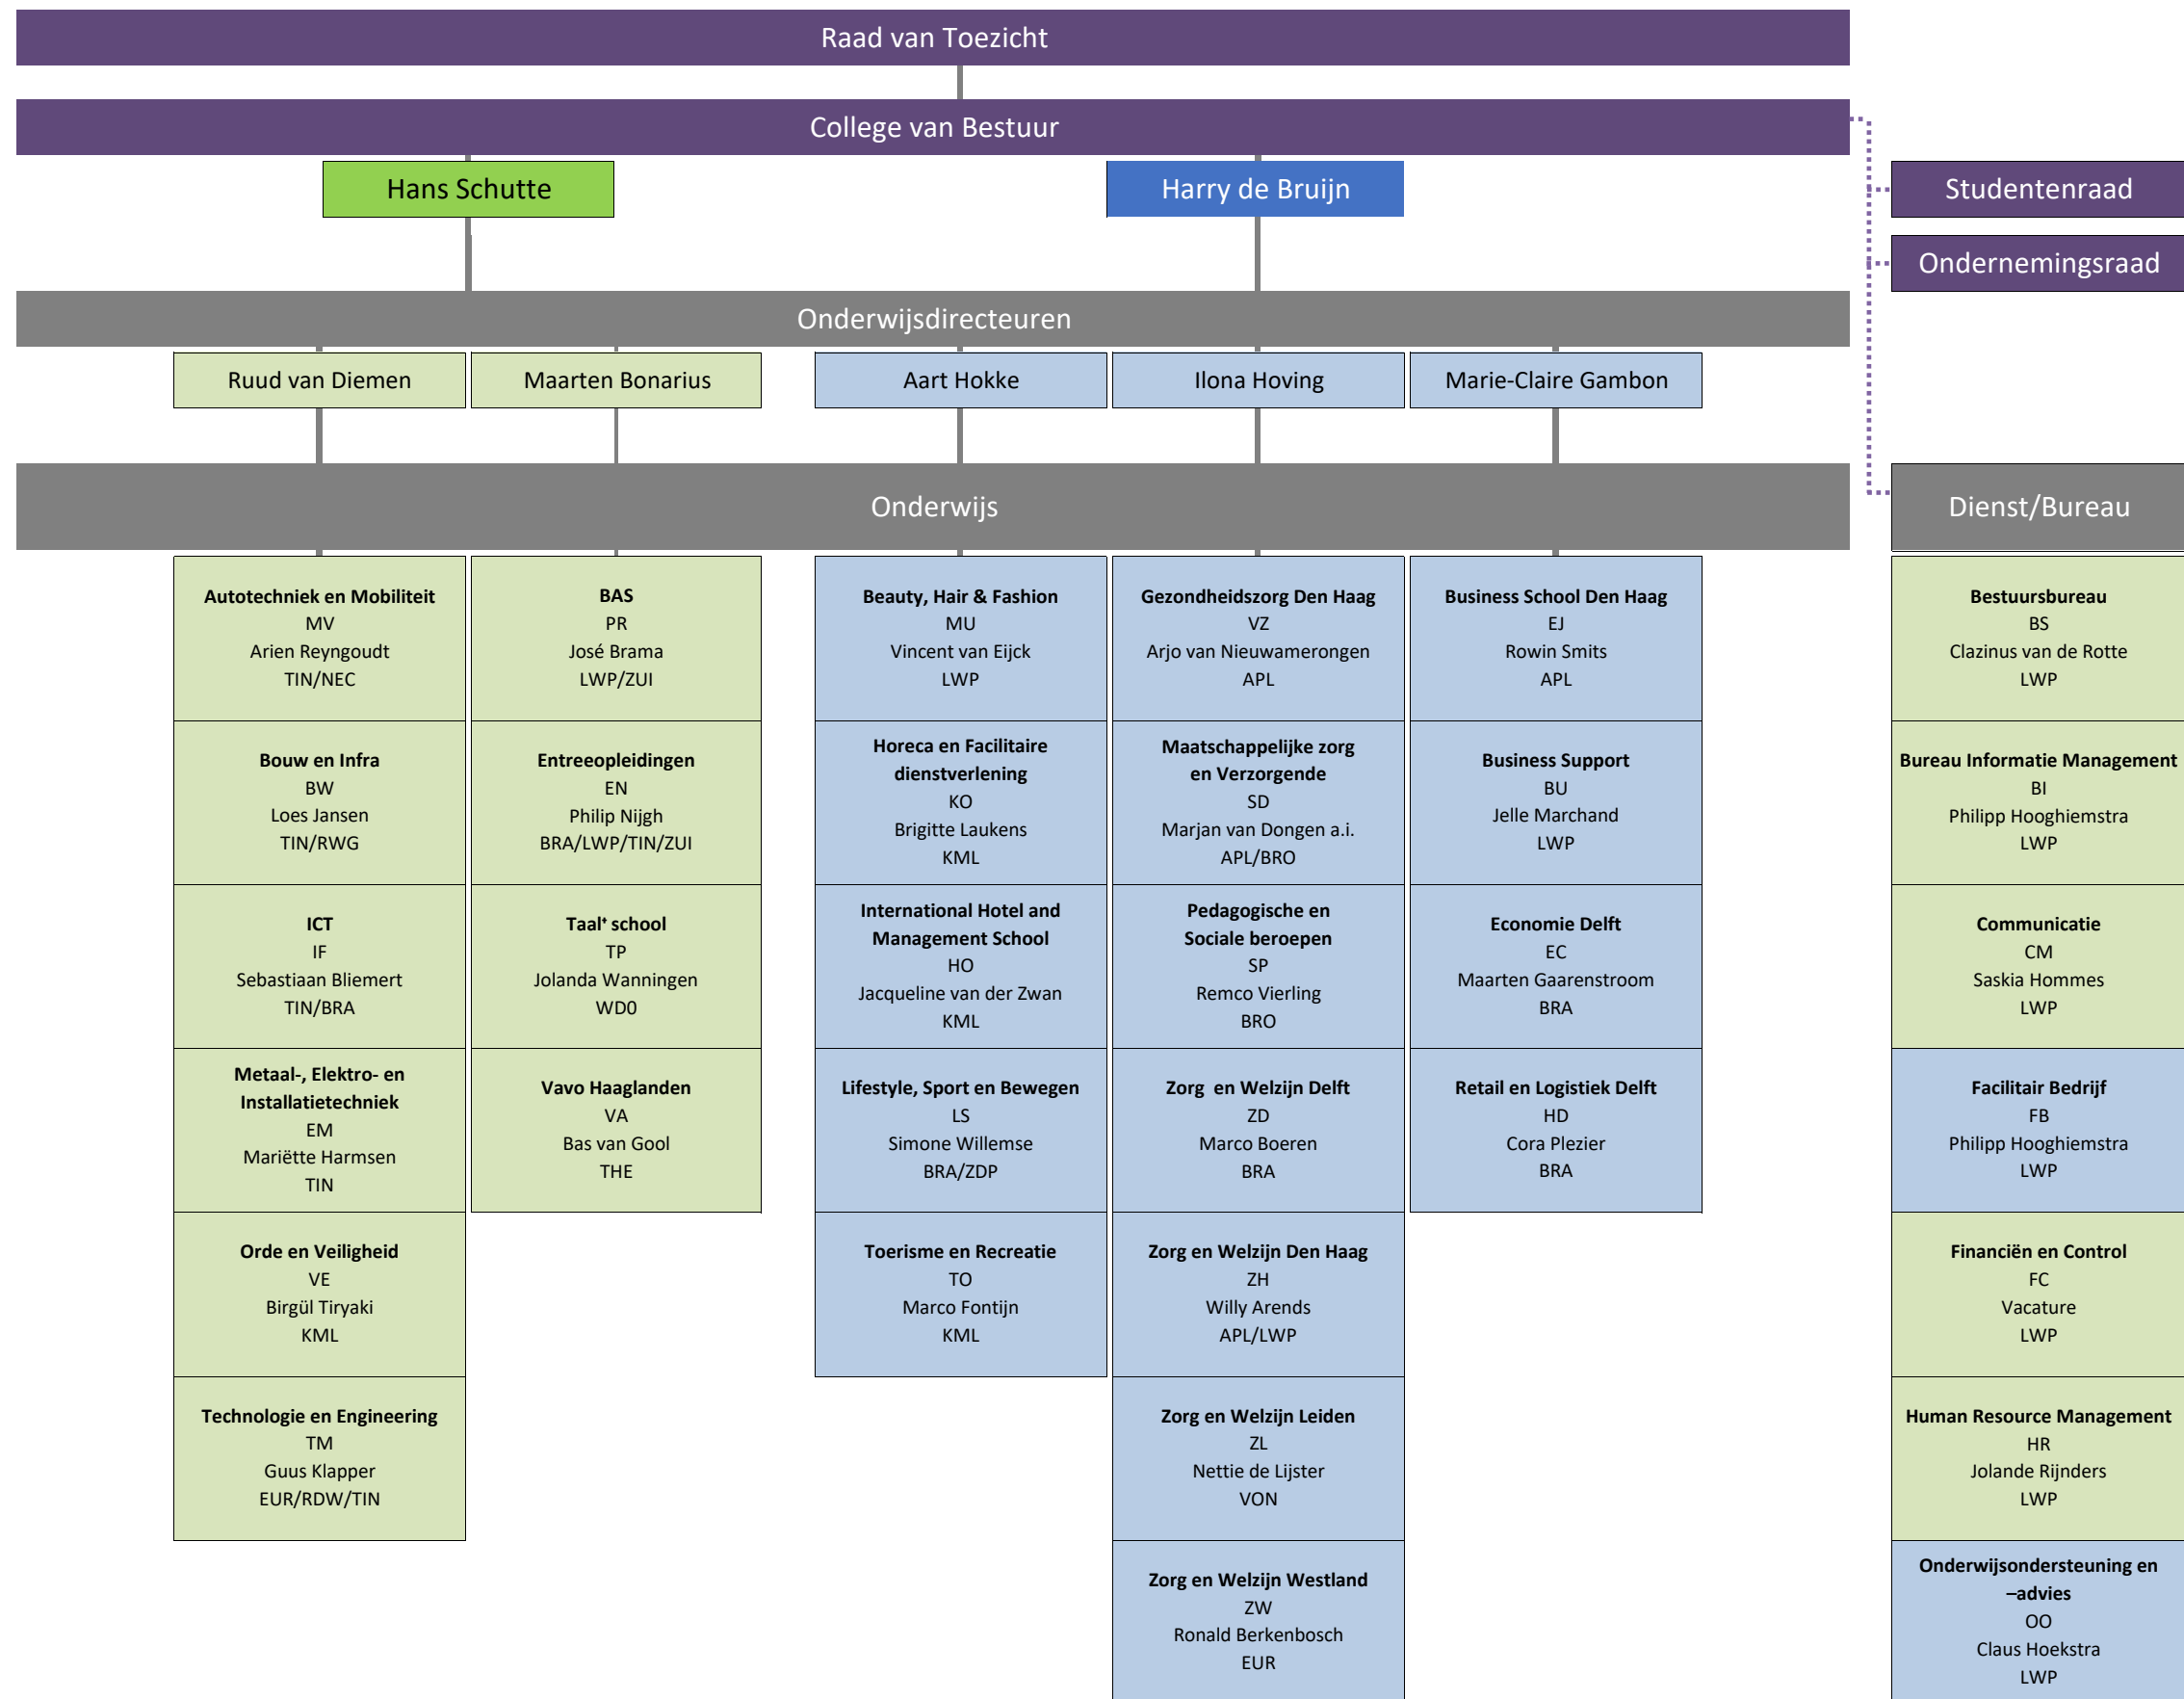 Raad van Toezicht
College van Bestuur
Hans Schutte
Harry de Bruijn
Studentenraad
Ondernemingsraad
Onderwijsdirecteuren
Ruud van Diemen
Maarten Bonarius
Aart Hokke
Ilona Hoving
Marie-Claire Gambon
Onderwijs
Dienst/Bureau
Autotechniek en Mobiliteit
MV
Arien Reyngoudt
TIN/NEC
Bouw en Infra
BW
Loes Jansen
TIN/RWG
ICT
IF
Sebastiaan Bliemert
TIN/BRA
Metaal-, Elektro- en
Installatietechniek
EM
Mariëtte Harmsen
TIN
Orde en Veiligheid
VE
Birgül Tiryaki
KML
Technologie en Engineering
TM
Guus Klapper
EUR/RDW/TIN
BAS
PR
José Brama
LWP/ZUI
Entreeopleidingen
EN
Philip Nijgh
BRA/LWP/TIN/ZUI
Taal⁺ school
TP
Jolanda Wanningen
WD0
Vavo Haaglanden
VA
Bas van Gool
THE
Beauty, Hair & Fashion
MU
Vincent van Eijck
LWP
Horeca en Facilitaire
dienstverlening
KO
Brigitte Laukens
KML
International Hotel and
Management School
HO
Jacqueline van der Zwan
KML
Lifestyle, Sport en Bewegen
LS
Simone Willemse
BRA/ZDP
Toerisme en Recreatie
TO
Marco Fontijn
KML
Gezondheidszorg Den Haag
VZ
Arjo van Nieuwamerongen
APL
Maatschappelijke zorg
en Verzorgende
SD
Marjan van Dongen a.i.
APL/BRO
Pedagogische en
Sociale beroepen
SP
Remco Vierling
BRO
Zorg en Welzijn Delft
ZD
Marco Boeren
BRA
Zorg en Welzijn Den Haag
ZH
Willy Arends
APL/LWP
Zorg en Welzijn Leiden
ZL
Nettie de Lijster
VON
Zorg en Welzijn Westland
ZW
Ronald Berkenbosch
EUR
Business School Den Haag
EJ
Rowin Smits
APL
Business Support
BU
Jelle Marchand
LWP
Economie Delft
EC
Maarten Gaarenstroom
BRA
Retail en Logistiek Delft
HD
Cora Plezier
BRA
Bestuursbureau
BS
Clazinus van de Rotte
LWP
Bureau Informatie Management
BI
Philipp Hooghiemstra
LWP
Communicatie
CM
Saskia Hommes
LWP
Facilitair Bedrijf
FB
Philipp Hooghiemstra
LWP
Financiën en Control
FC
Vacature
LWP
Human Resource Management
HR
Jolande Rijnders
LWP
Onderwijsondersteuning en
–advies
OO
Claus Hoekstra
LWP